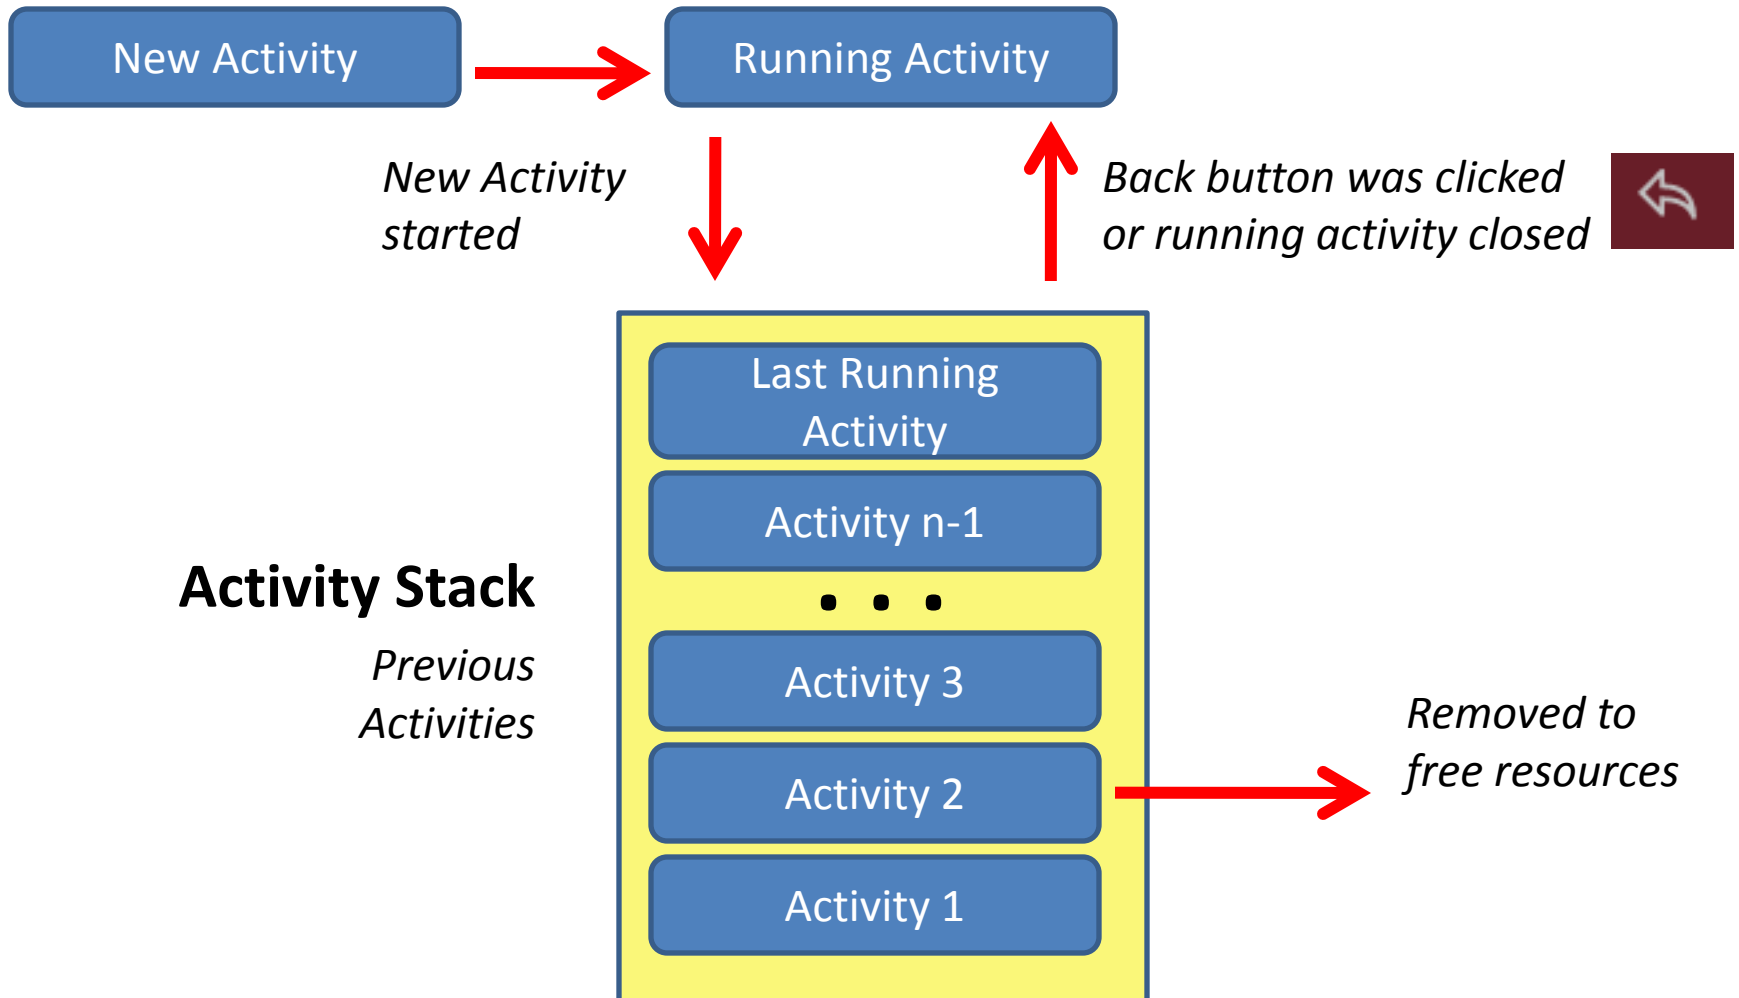 New Activity
Running Activity
New Activity
started
Back button was clicked
or running activity closed
Last Running
Activity
Activity n-1
. . .
Activity Stack
Previous
Activities
Activity 3
Activity 2
Activity 1
Removed to
free resources